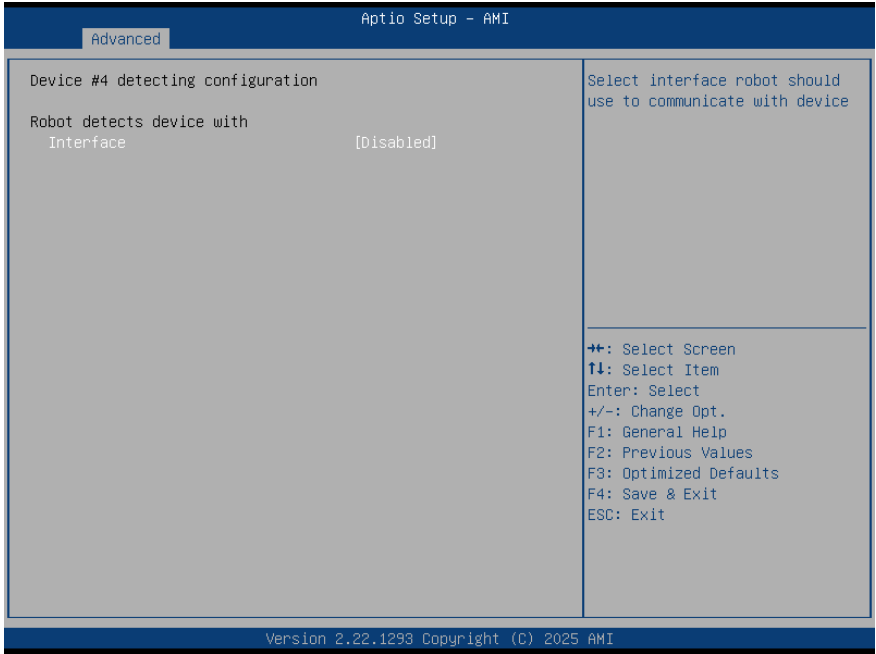 Aptio Setup – AMI
Advanced
Device #4 detecting configuration
Robot detects device with
Interface [Disabled]
Select interface robot should
use to communicate with device
→←: Select Screen
↑↓: Select Item
Enter: Select
+/-: Change Opt.
F1: General Help
F2: Previous Values
F3: Optimized Defaults
F4: Save & Exit
ESC: Exit
Version 2.22.1293 Copyright (C) 2025 AMI